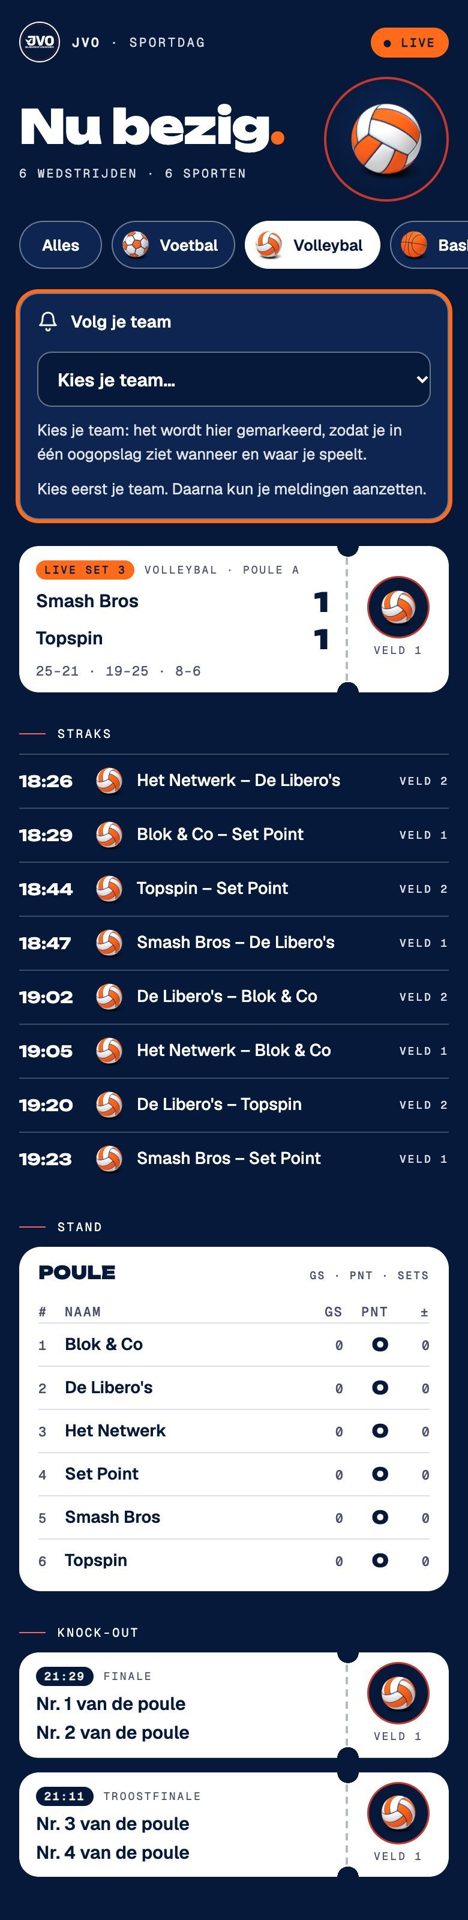 JVO
JVO · SPORTDAG
● LIVE
Nu bezig.
6 WEDSTRIJDEN · 6 SPORTEN
Alles
Voetbal
Volleybal
Bas
Volg je team
Kies je team...
Kies je team: het wordt hier gemarkeerd, zodat je in
één oogopslag ziet wanneer en waar je speelt.
Kies eerst je team. Daarna kun je meldingen aanzetten.
LIVE SET 3 VOLLEYBAL · POULE A
Smash Bros 1
Topspin 1
25–21 · 19–25 · 8–6
VELD 1
STRAKS
18:26 Het Netwerk – De Libero's VELD 2
18:29 Blok & Co – Set Point VELD 1
18:44 Topspin – Set Point VELD 2
18:47 Smash Bros – De Libero's VELD 1
19:02 De Libero's – Blok & Co VELD 2
19:05 Het Netwerk – Blok & Co VELD 1
19:20 De Libero's – Topspin VELD 2
19:23 Smash Bros – Set Point VELD 1
STAND
POULE GS · PNT · SETS
# NAAM GS PNT ±
1 Blok & Co 0 0 0
2 De Libero's 0 0 0
3 Het Netwerk 0 0 0
4 Set Point 0 0 0
5 Smash Bros 0 0 0
6 Topspin 0 0 0
KNOCK-OUT
21:29 FINALE
Nr. 1 van de poule
Nr. 2 van de poule
VELD 1
21:11 TROOSTFINALE
Nr. 3 van de poule
Nr. 4 van de poule
VELD 1